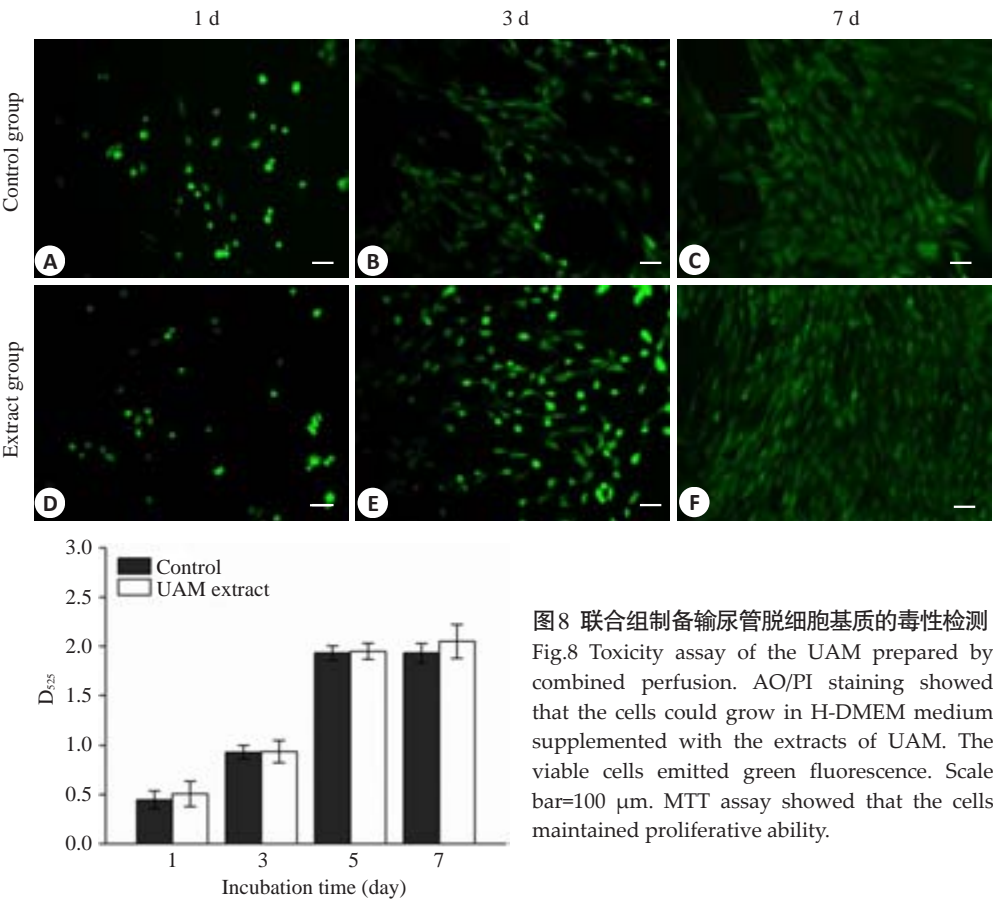 1 d 3 d 7 d
Control group
A B C
Extract group
D E F
3.0
2.5
2.0
1.5
1.0
0.5
0.0
D525
Control
UAM extract
1 3 5 7
Incubation time (day)
图8 联合组制备输尿管脱细胞基质的毒性检测
Fig.8 Toxicity assay of the UAM prepared by
combined perfusion. AO/PI staining showed
that the cells could grow in H-DMEM medium
supplemented with the extracts of UAM. The
viable cells emitted green fluorescence. Scale
bar=100 μm. MTT assay showed that the cells
maintained proliferative ability.